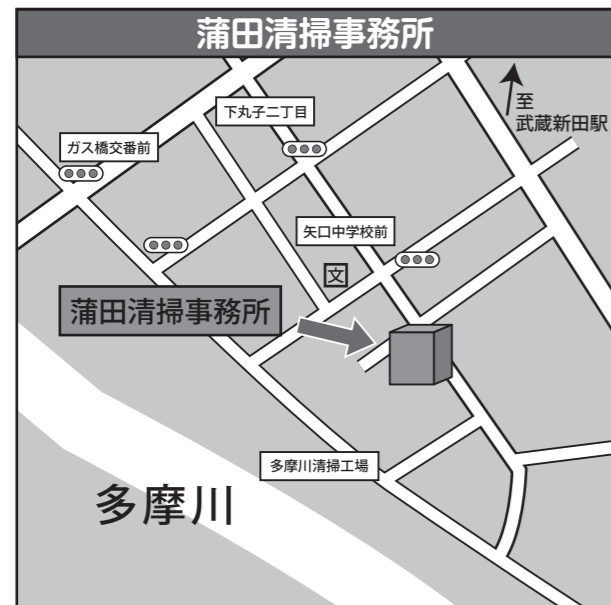 蒲田清掃事務所
至
武蔵新田駅
下丸子二丁目
ガス橋交番前
矢口中学校前
文
蒲田清掃事務所
多摩川清掃工場
多摩川